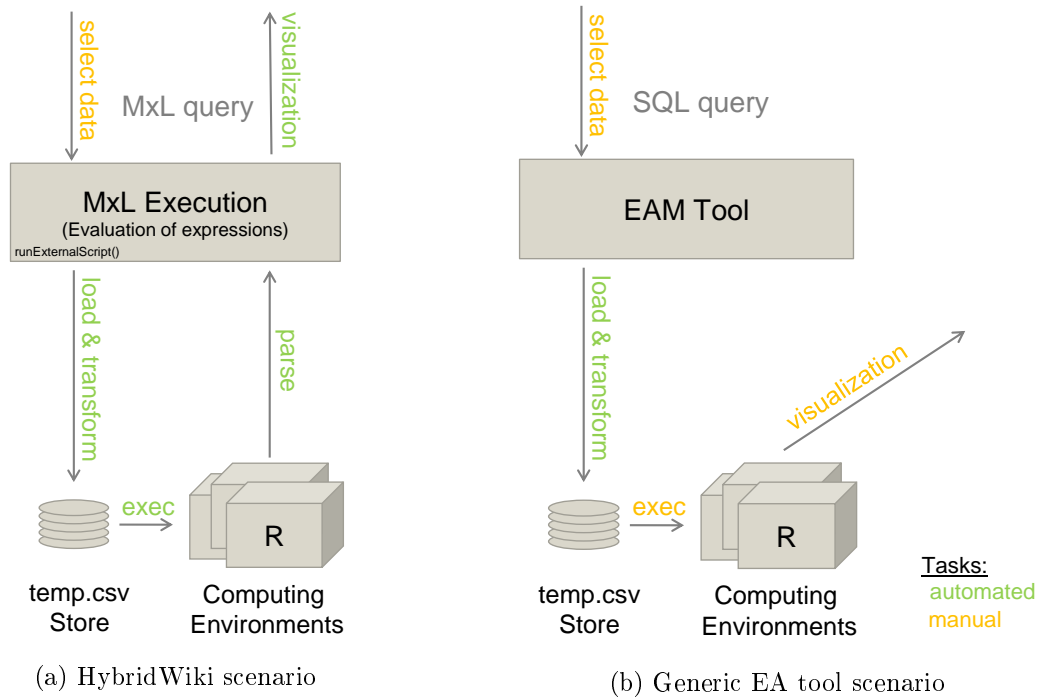 select data
MxL query
visualization
MxL Execution
(Evaluation of expressions)
runExternalScript()
load & transform
parse
exec
R
temp.csv
Store
Computing
Environments
(a) HybridWiki scenario
select data
SQL query
EAM Tool
load & transform
visualization
exec
R
temp.csv
Store
Computing
Environments
Tasks:
automated
manual
(b) Generic EA tool scenario